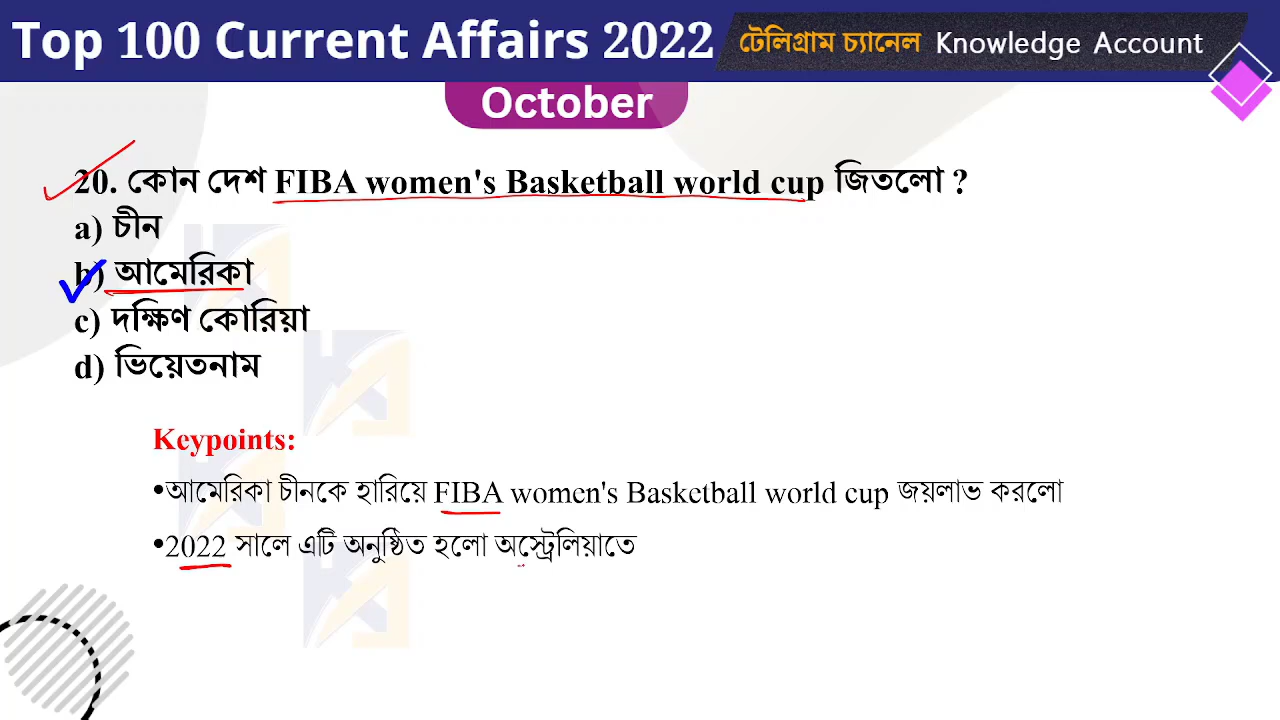 Top 100 Current Affairs 2022 টেলিগ্রাম চ্যানেল Knowledge Account
October
20. কোন দেশ FIBA women's Basketball world cup জিতলো ?
a) চীন
b) আমেরিকা
c) দক্ষিণ কোরিয়া
d) ভিয়েতনাম
Keypoints:
•আমেরিকা চীনকে হারিয়ে FIBA women's Basketball world cup জয়লাভ করলো
•2022 সালে এটি অনুষ্ঠিত হলো অস্ট্রেলিয়াতে